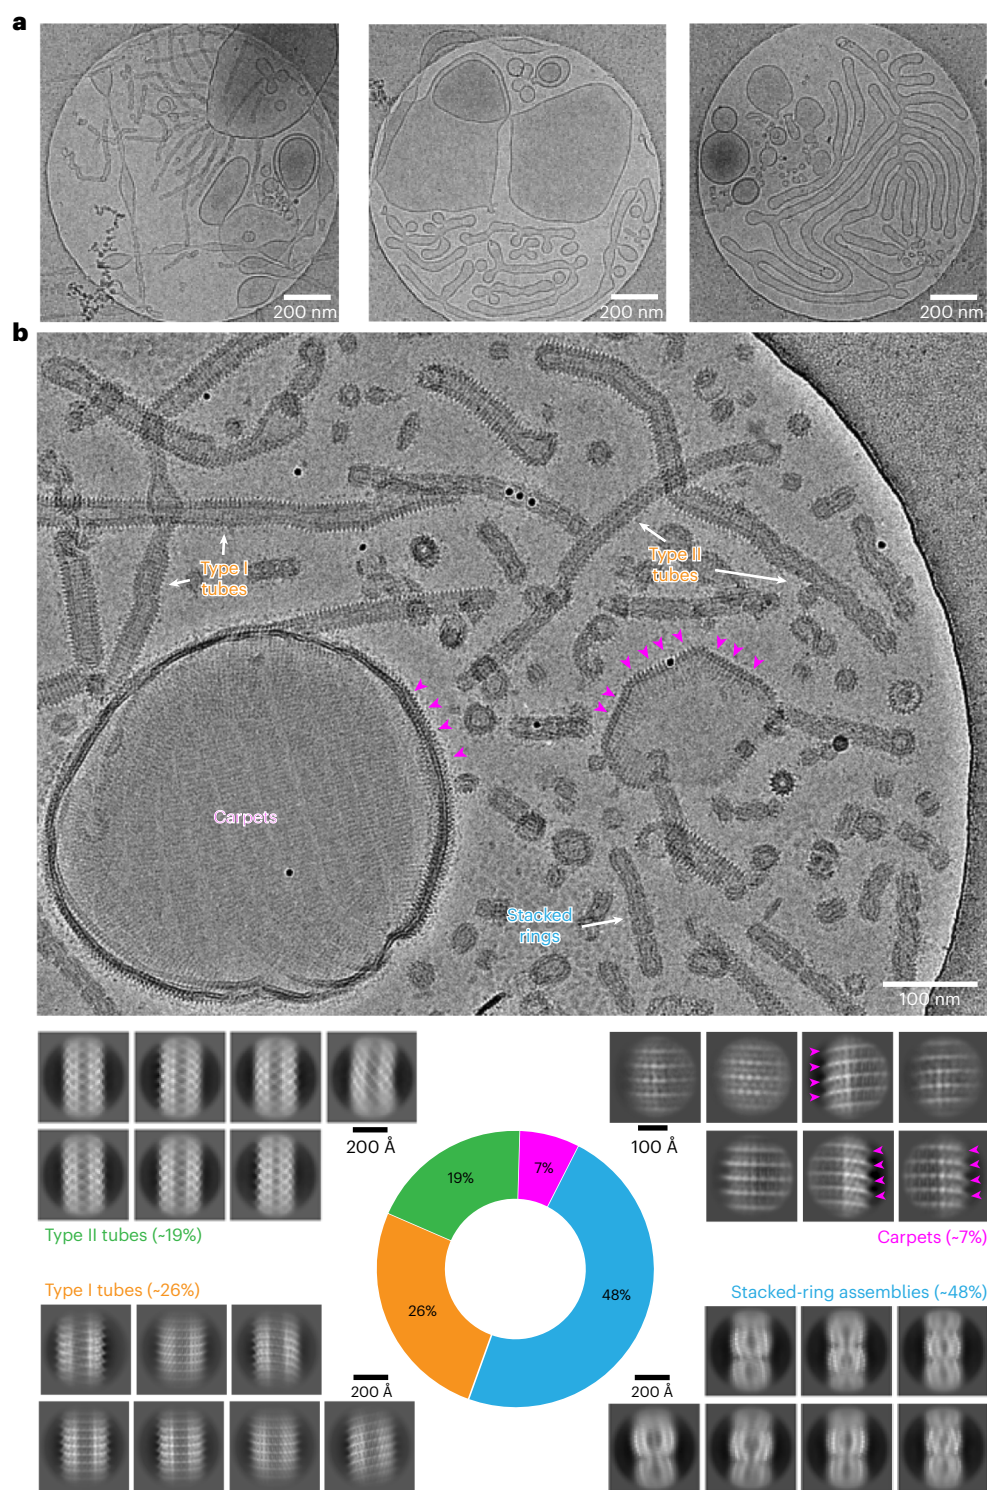 a
200 nm
200 nm
200 nm
b
Type I
tubes
Type II
tubes
Carpets
Stacked
rings
100 nm
200 Å
100 Å
Type II tubes (~19%)
Carpets (~7%)
19%
7%
26%
48%
Type I tubes (~26%)
Stacked-ring assemblies (~48%)
200 Å
200 Å